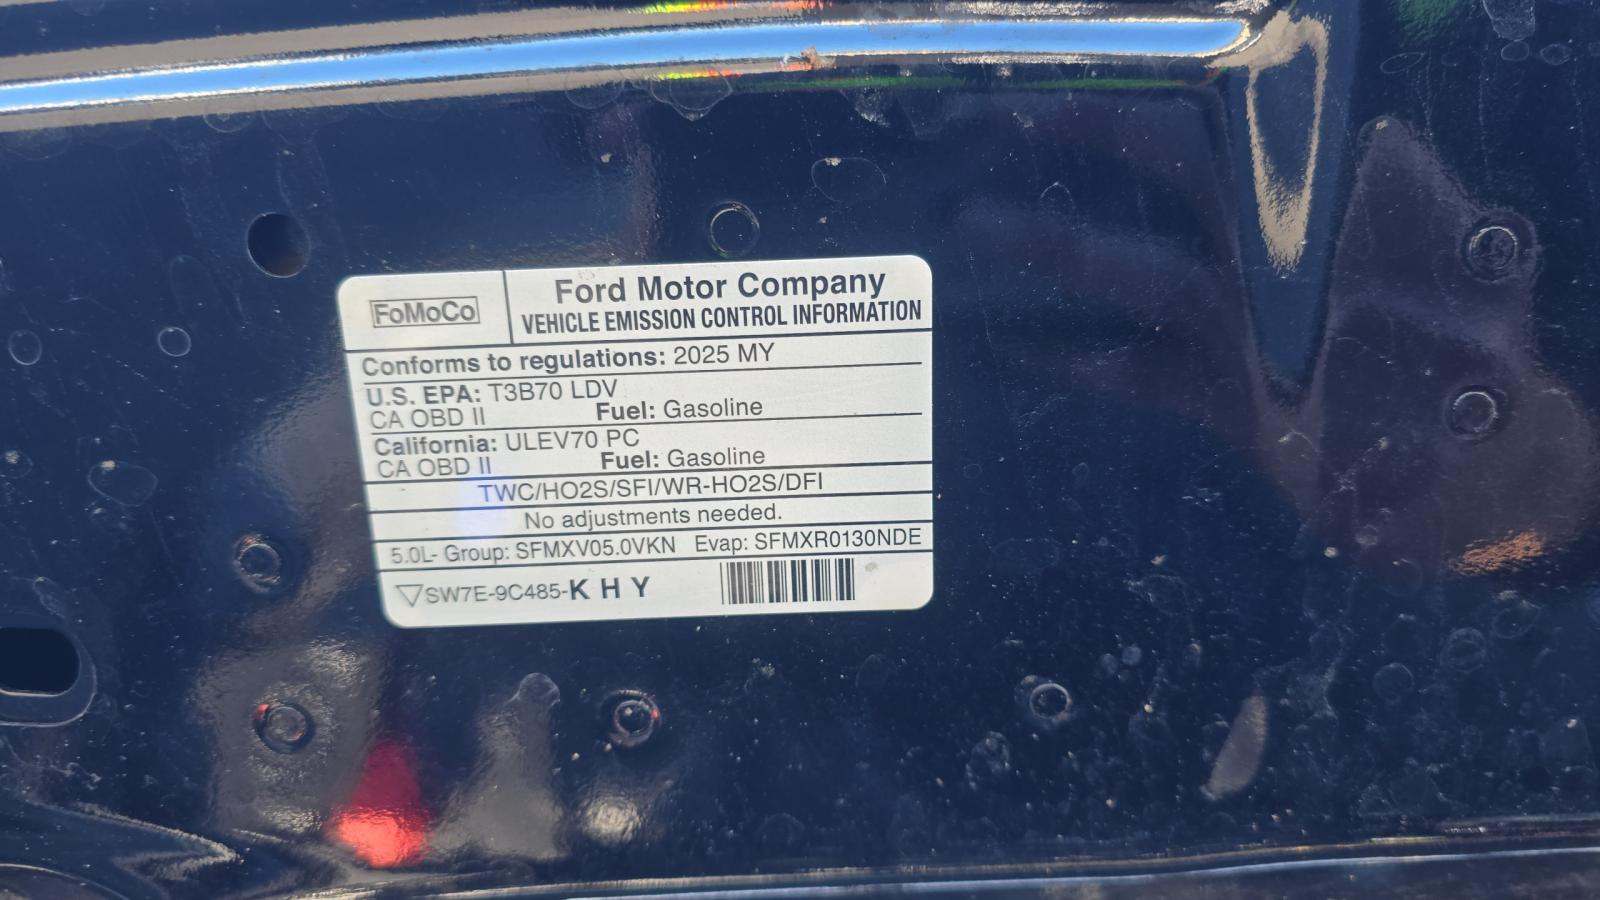 FoMoCo
Ford Motor Company
VEHICLE EMISSION CONTROL INFORMATION
Conforms to regulations: 2025 MY
U.S. EPA: T3B70 LDV
CA OBD II Fuel: Gasoline
California: ULEV70 PC
CA OBD II Fuel: Gasoline
TWC/HO2S/SFI/WR-HO2S/DFI
No adjustments needed.
5.0L- Group: SFMXV05.0VKN Evap: SFMXR0130NDE
SW7E-9C485-K H Y